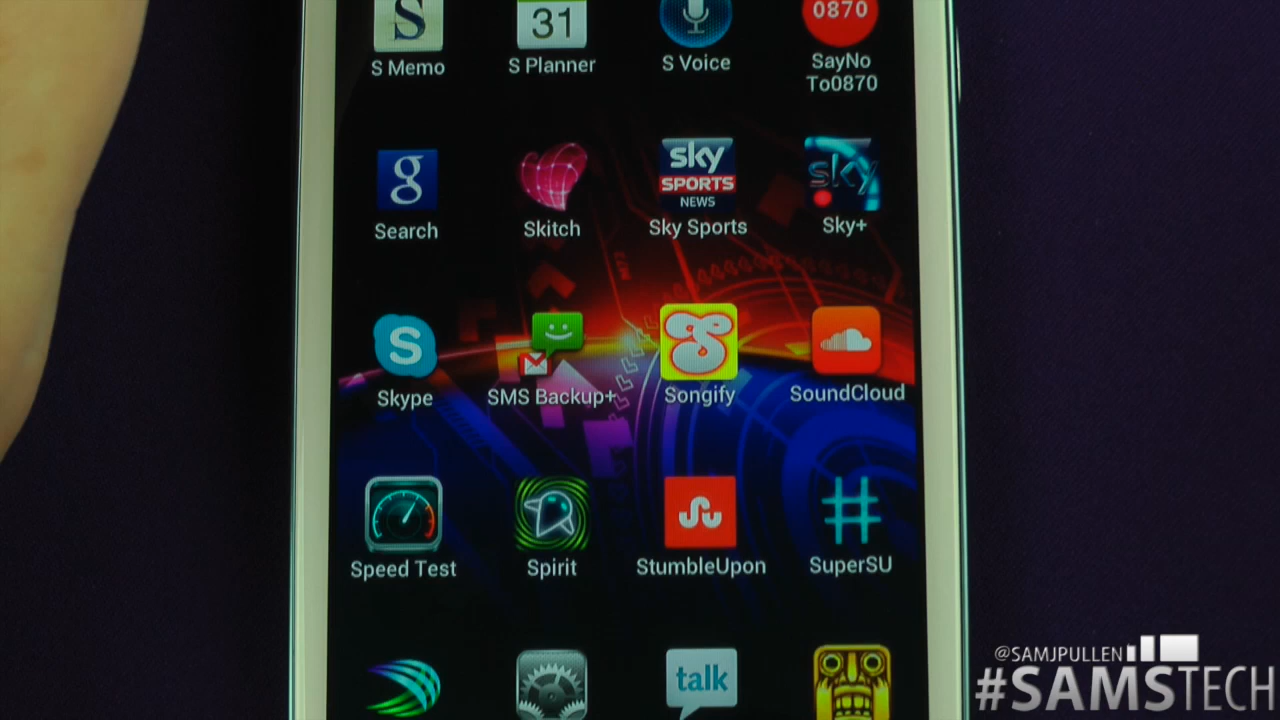 S
31
0870
S Memo
S Planner
S Voice
SayNo
To0870
g
sky
SPORTS
NEWS
sky
Search
Skitch
Sky Sports
Sky+
S
Skype
SMS Backup+
Songify
SoundCloud
Speed Test
Spirit
StumbleUpon
SuperSU
talk
@SAMJPULLEN
#SAMSTECH